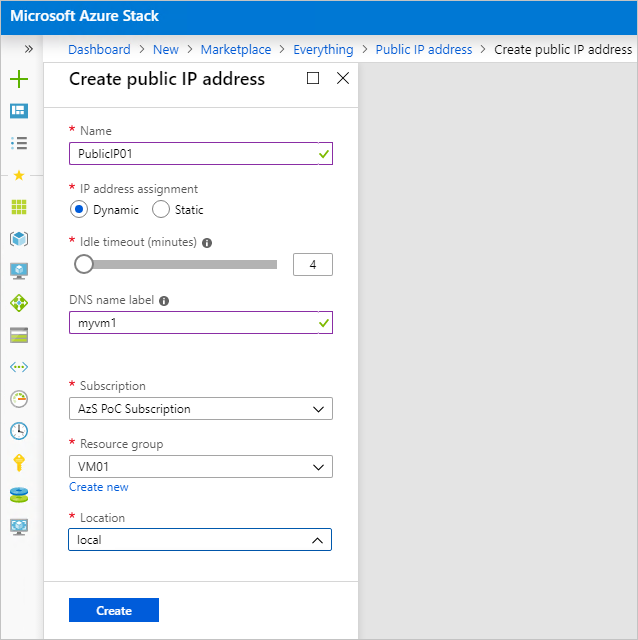 Microsoft Azure Stack
» Dashboard > New > Marketplace > Everything > Public IP address > Create public IP address
Create public IP address
* Name
PublicIP01
* IP address assignment
Dynamic Static
* Idle timeout (minutes)
4
DNS name label
myvm1
* Subscription
AzS PoC Subscription
* Resource group
VM01
Create new
* Location
local
Create